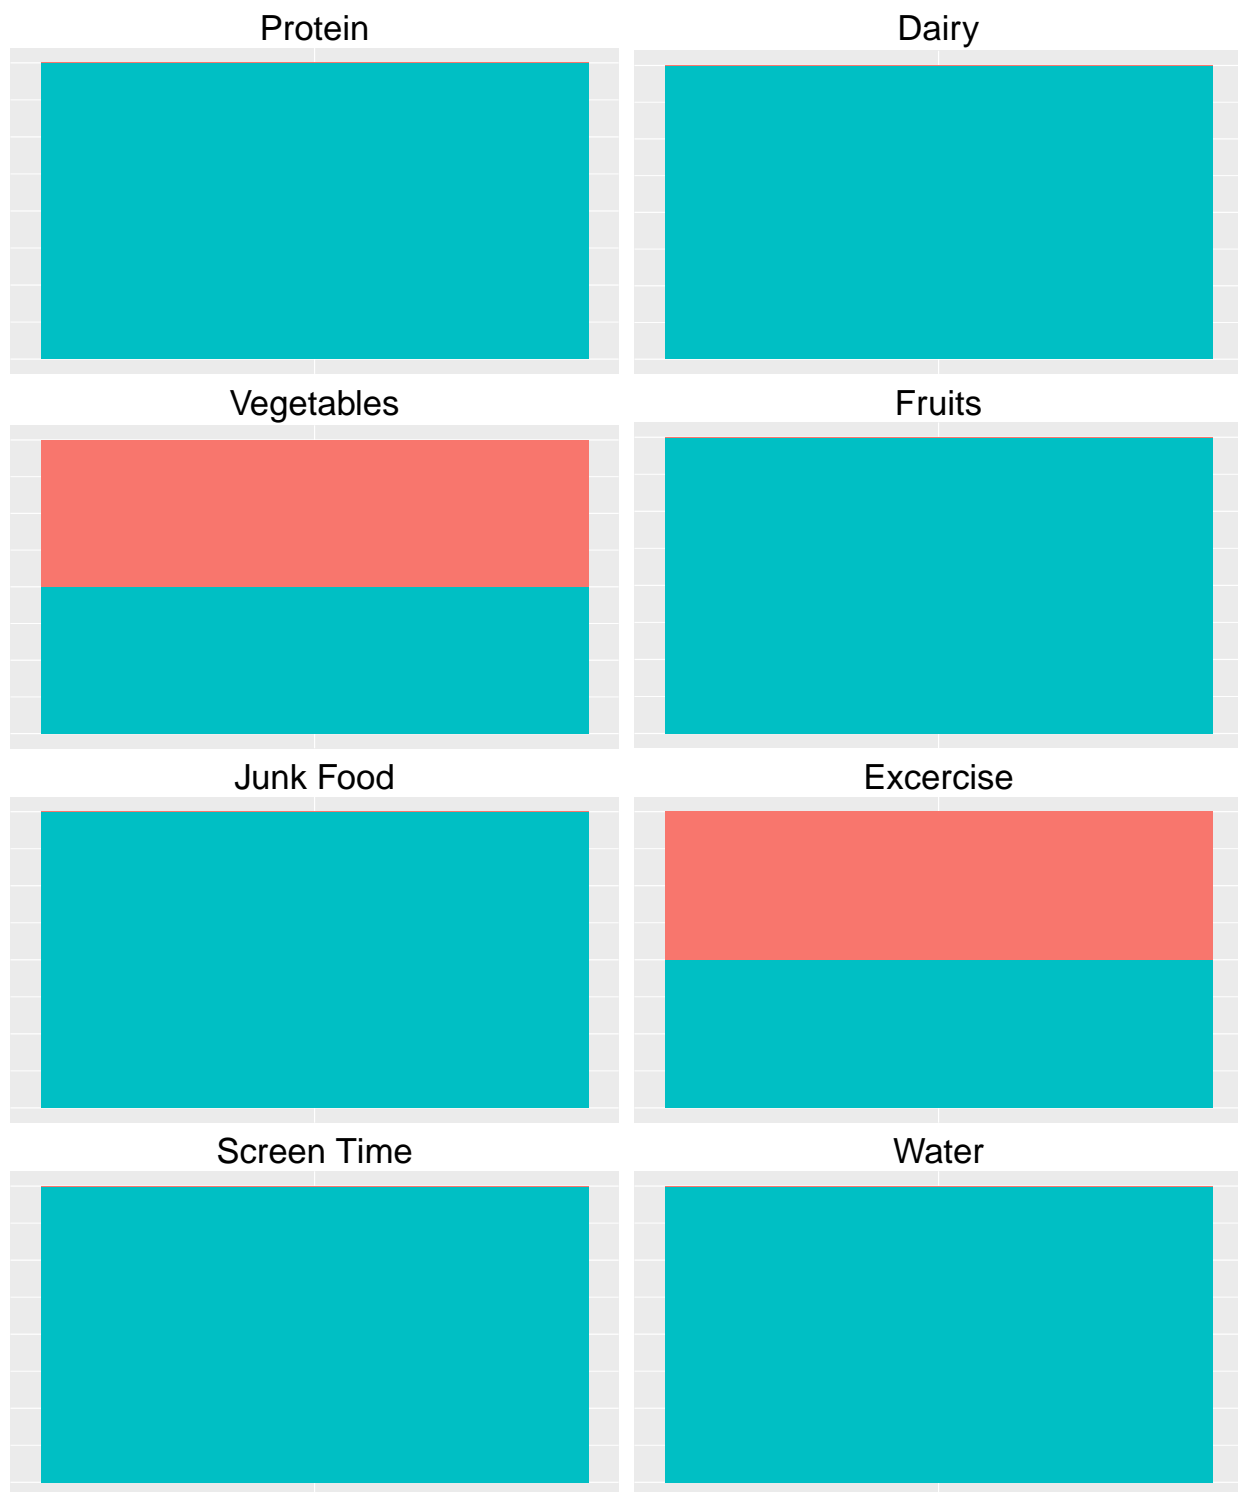 Protein
Dairy
Vegetables
Fruits
Junk Food
Excercise
Screen Time
Water